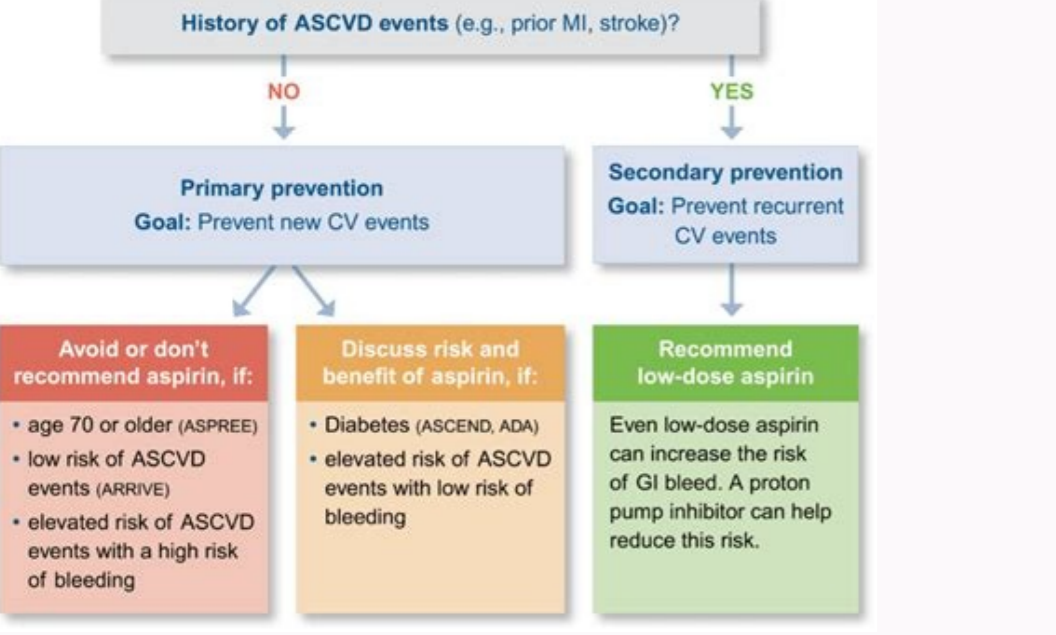 History of ASCVD events (e.g., prior MI, stroke)?
NO
YES
Primary prevention
Goal: Prevent new CV events
Secondary prevention
Goal: Prevent recurrent
CV events
Avoid or don't
recommend aspirin, if:
• age 70 or older (ASPREE)
• low risk of ASCVD
events (ARRIVE)
• elevated risk of ASCVD
events with a high risk
of bleeding
Discuss risk and
benefit of aspirin, if:
• Diabetes (ASCEND, ADA)
• elevated risk of ASCVD
events with low risk of
bleeding
Recommend
low-dose aspirin
Even low-dose aspirin
can increase the risk
of GI bleed. A proton
pump inhibitor can help
reduce this risk.